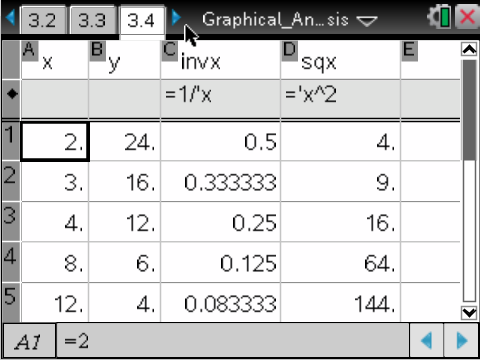 3.2 3.3 3.4 Graphical_An...sis
A x B y C invx D sqx E
=1/'x ='x^2
1 2. 24. 0.5 4.
2 3. 16. 0.333333 9.
3 4. 12. 0.25 16.
4 8. 6. 0.125 64.
5 12. 4. 0.083333 144.
A1 =2